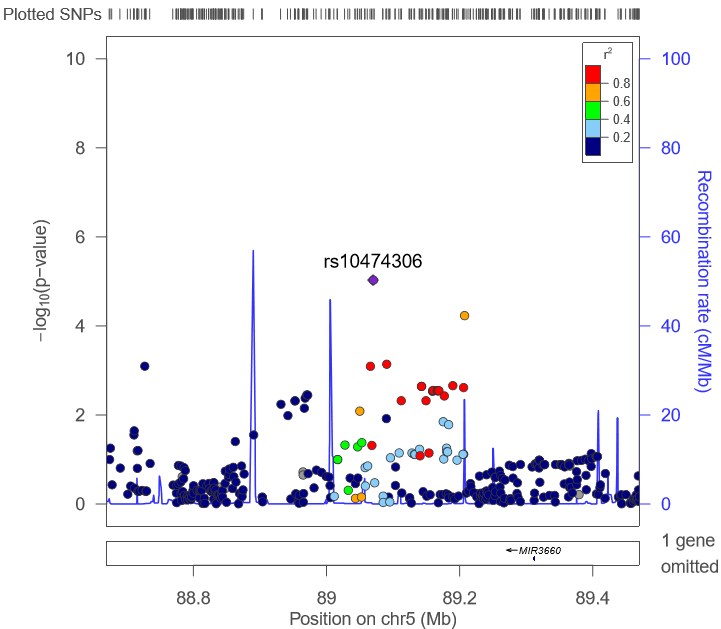 Plotted SNPs
10
8
6
4
2
0
−log10(p−value)
100
80
60
40
20
0
Recombination rate (cM/Mb)
r2
0.8
0.6
0.4
0.2
rs10474306
MIR3660
1 gene
omitted
88.8
89
89.2
89.4
Position on chr5 (Mb)